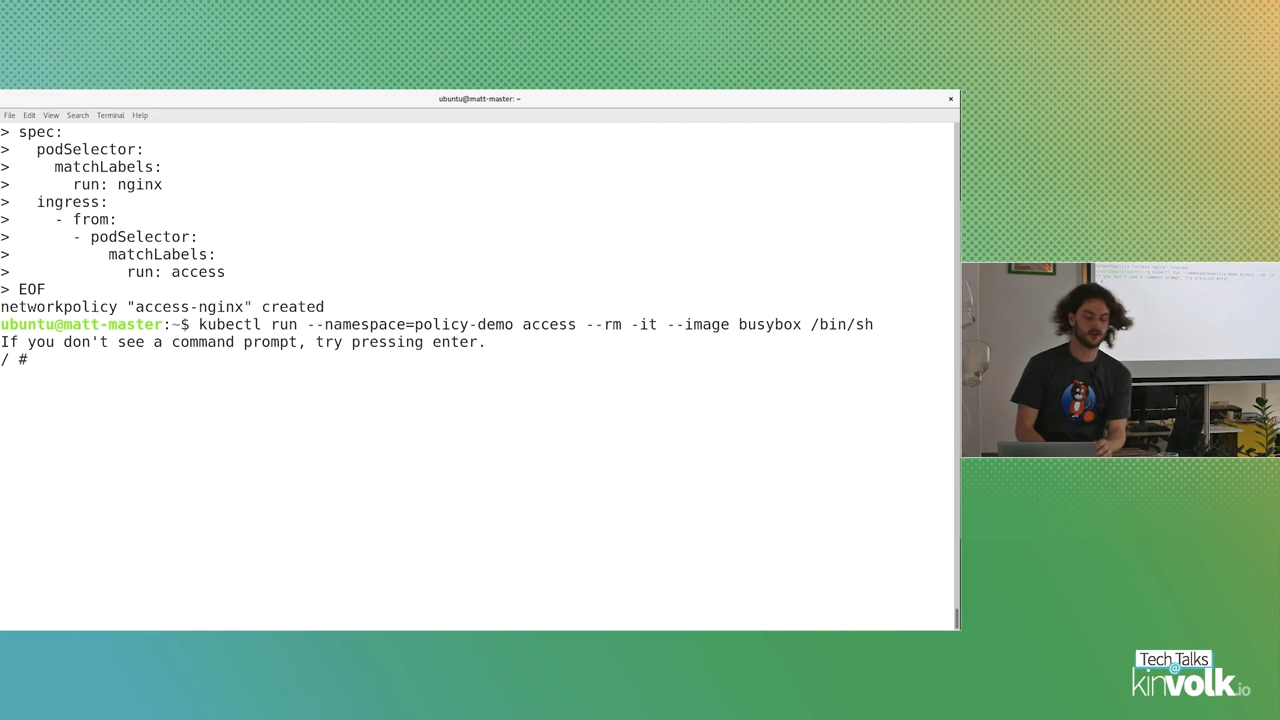 ubuntu@matt-master: ~
×
File Edit View Search Terminal Help
> spec:
>   podSelector:
>     matchLabels:
>       run: nginx
>   ingress:
>     - from:
>       - podSelector:
>           matchLabels:
>             run: access
> EOF
networkpolicy "access-nginx" created
ubuntu@matt-master:~$ kubectl run --namespace=policy-demo access --rm -it --image busybox /bin/sh
If you don't see a command prompt, try pressing enter.
/ #
Tech Talks
@
kinvolk.io